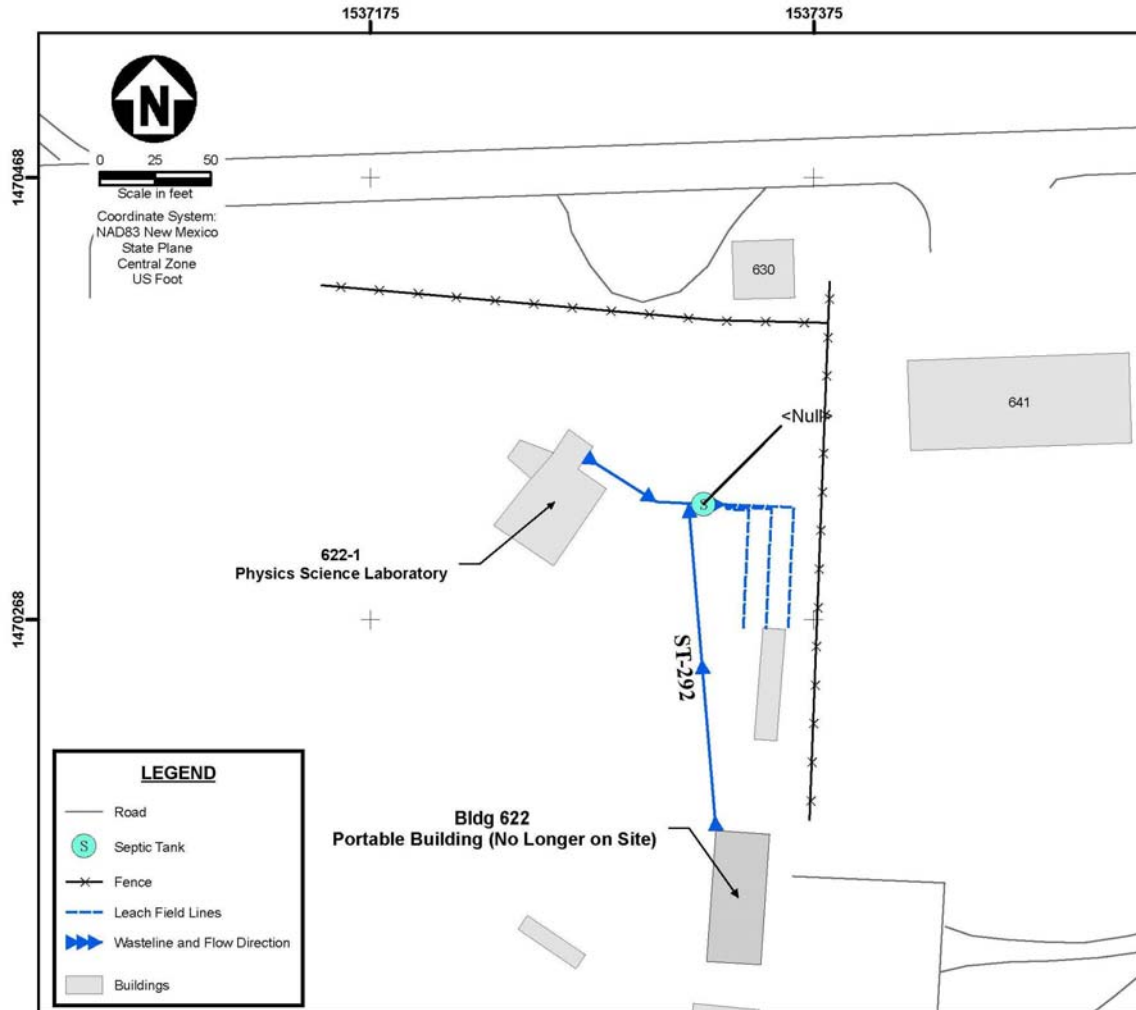 1537175
1537375
N
0 25 50
Scale in feet
Coordinate System:
NAD83 New Mexico
State Plane
Central Zone
US Foot
1470468
1470268
630
641
<Null>
S
622-1
Physics Science Laboratory
ST-292
Bldg 622
Portable Building (No Longer on Site)
LEGEND
Road
S Septic Tank
Fence
Leach Field Lines
Wasteline and Flow Direction
Buildings